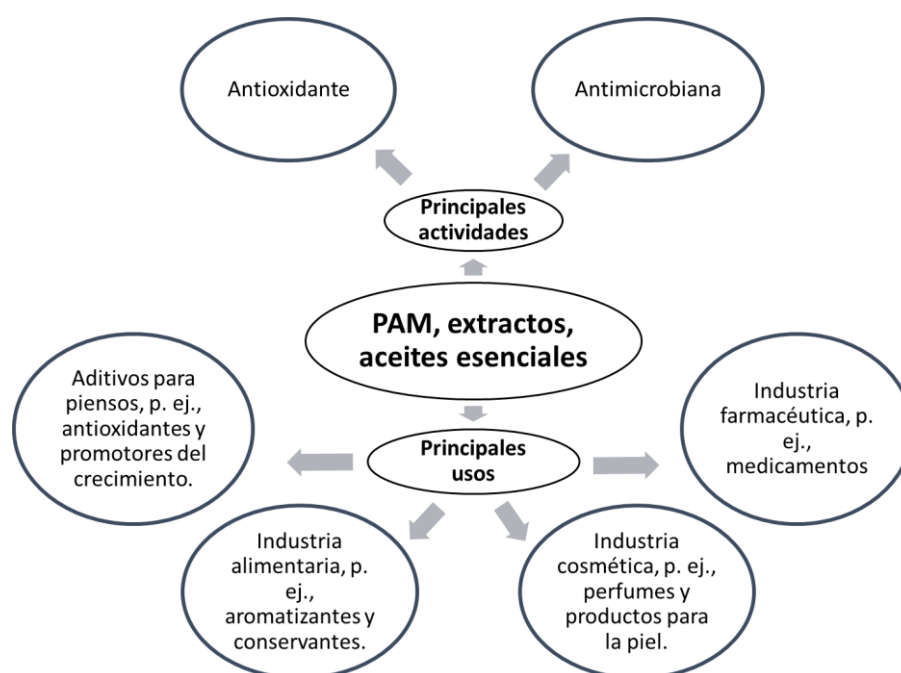 Antioxidante
Antimicrobiana
Principales
actividades
PAM, extractos,
aceites esenciales
Aditivos para
piensos, p. ej.,
antioxidantes y
promotores del
crecimiento.
Industria
farmacéutica, p.
ej.,
medicamentos
Principales
usos
Industria
alimentaria, p.
ej.,
aromatizantes y
conservantes.
Industria
cosmética, p. ej.,
perfumes y
productos para
la piel.